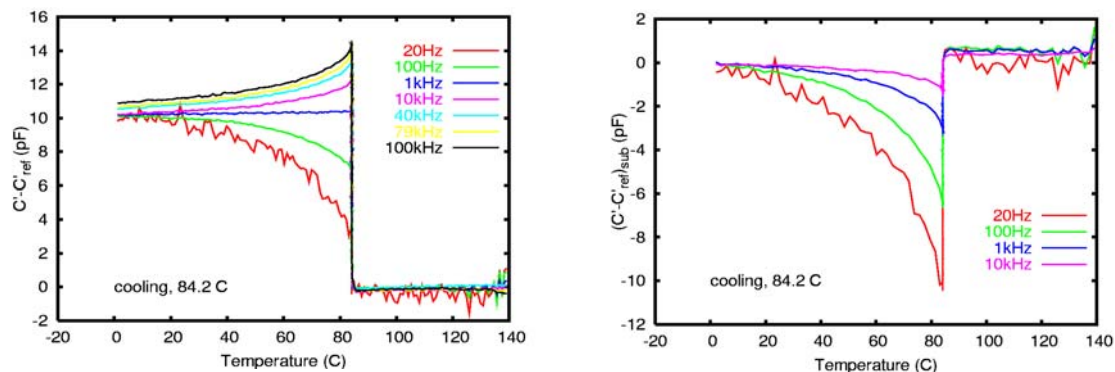 C'-C'ref (pF)
16
14
12
10
8
6
4
2
0
-2
20Hz
100Hz
1kHz
10kHz
40kHz
79kHz
100kHz
cooling, 84.2 C
-20 0 20 40 60 80 100 120 140
Temperature (C)
(C'-C'ref)sub (pF)
2
0
-2
-4
-6
-8
-10
-12
20Hz
100Hz
1kHz
10kHz
cooling, 84.2 C
-20 0 20 40 60 80 100 120 140
Temperature (C)